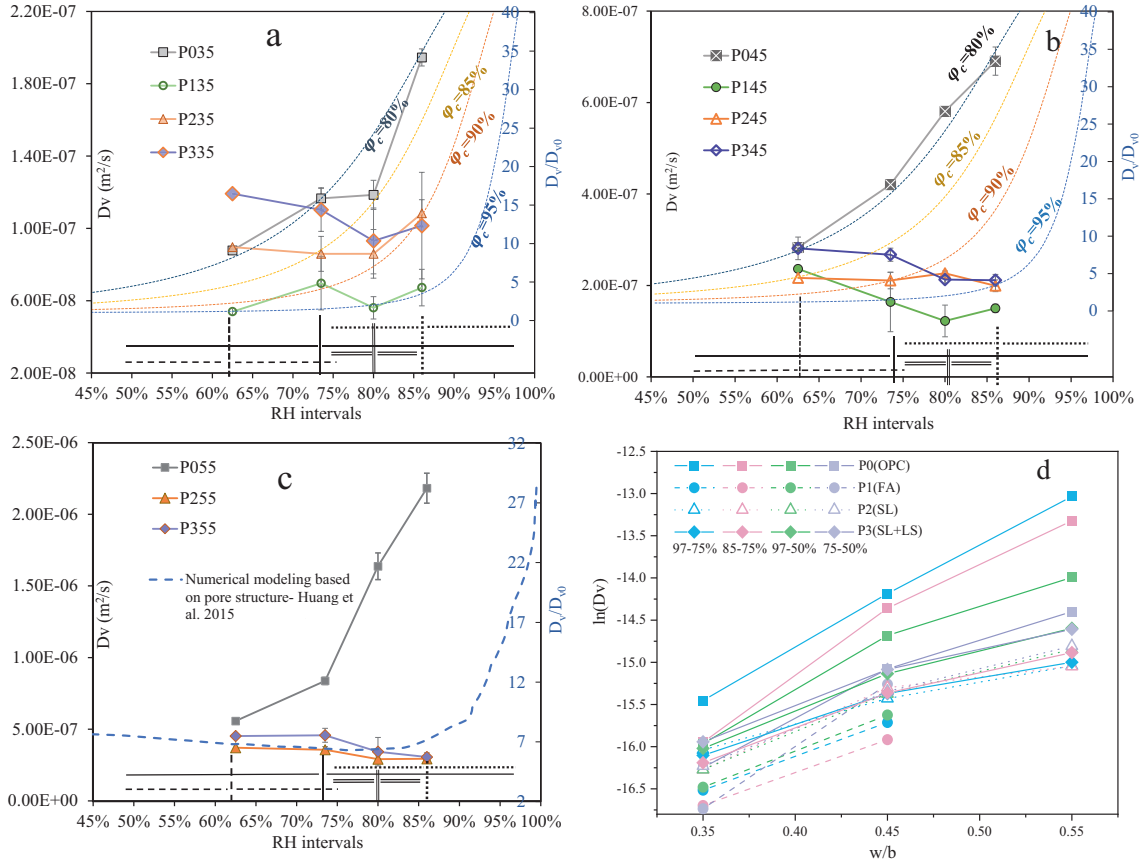 a
P035
P135
P235
P335
φc=80%
φc=85%
φc=90%
φc=95%
2.20E-07
1.80E-07
1.40E-07
1.00E-07
6.00E-08
2.00E-08
Dv (m²/s)
40
35
30
25
20
15
10
5
0
Dv/Dv0
45% 50% 55% 60% 65% 70% 75% 80% 85% 90% 95% 100%
RH intervals
b
P045
P145
P245
P345
φc=80%
φc=85%
φc=90%
φc=95%
8.00E-07
6.00E-07
4.00E-07
2.00E-07
0.00E+00
Dv (m²/s)
40
35
30
25
20
15
10
5
0
Dv/Dv0
45% 50% 55% 60% 65% 70% 75% 80% 85% 90% 95% 100%
RH intervals
c
P055
P255
P355
Numerical modeling based
on pore structure- Huang et
al. 2015
2.50E-06
2.00E-06
1.50E-06
1.00E-06
5.00E-07
0.00E+00
Dv (m²/s)
32
27
22
17
12
7
2
Dv/Dv0
45% 50% 55% 60% 65% 70% 75% 80% 85% 90% 95% 100%
RH intervals
d
P0(OPC)
P1(FA)
P2(SL)
P3(SL+LS)
97-75% 85-75% 97-50% 75-50%
-12.5
-13.0
-13.5
-14.0
-14.5
-15.0
-15.5
-16.0
-16.5
ln(Dv)
0.35 0.40 0.45 0.50 0.55
w/b